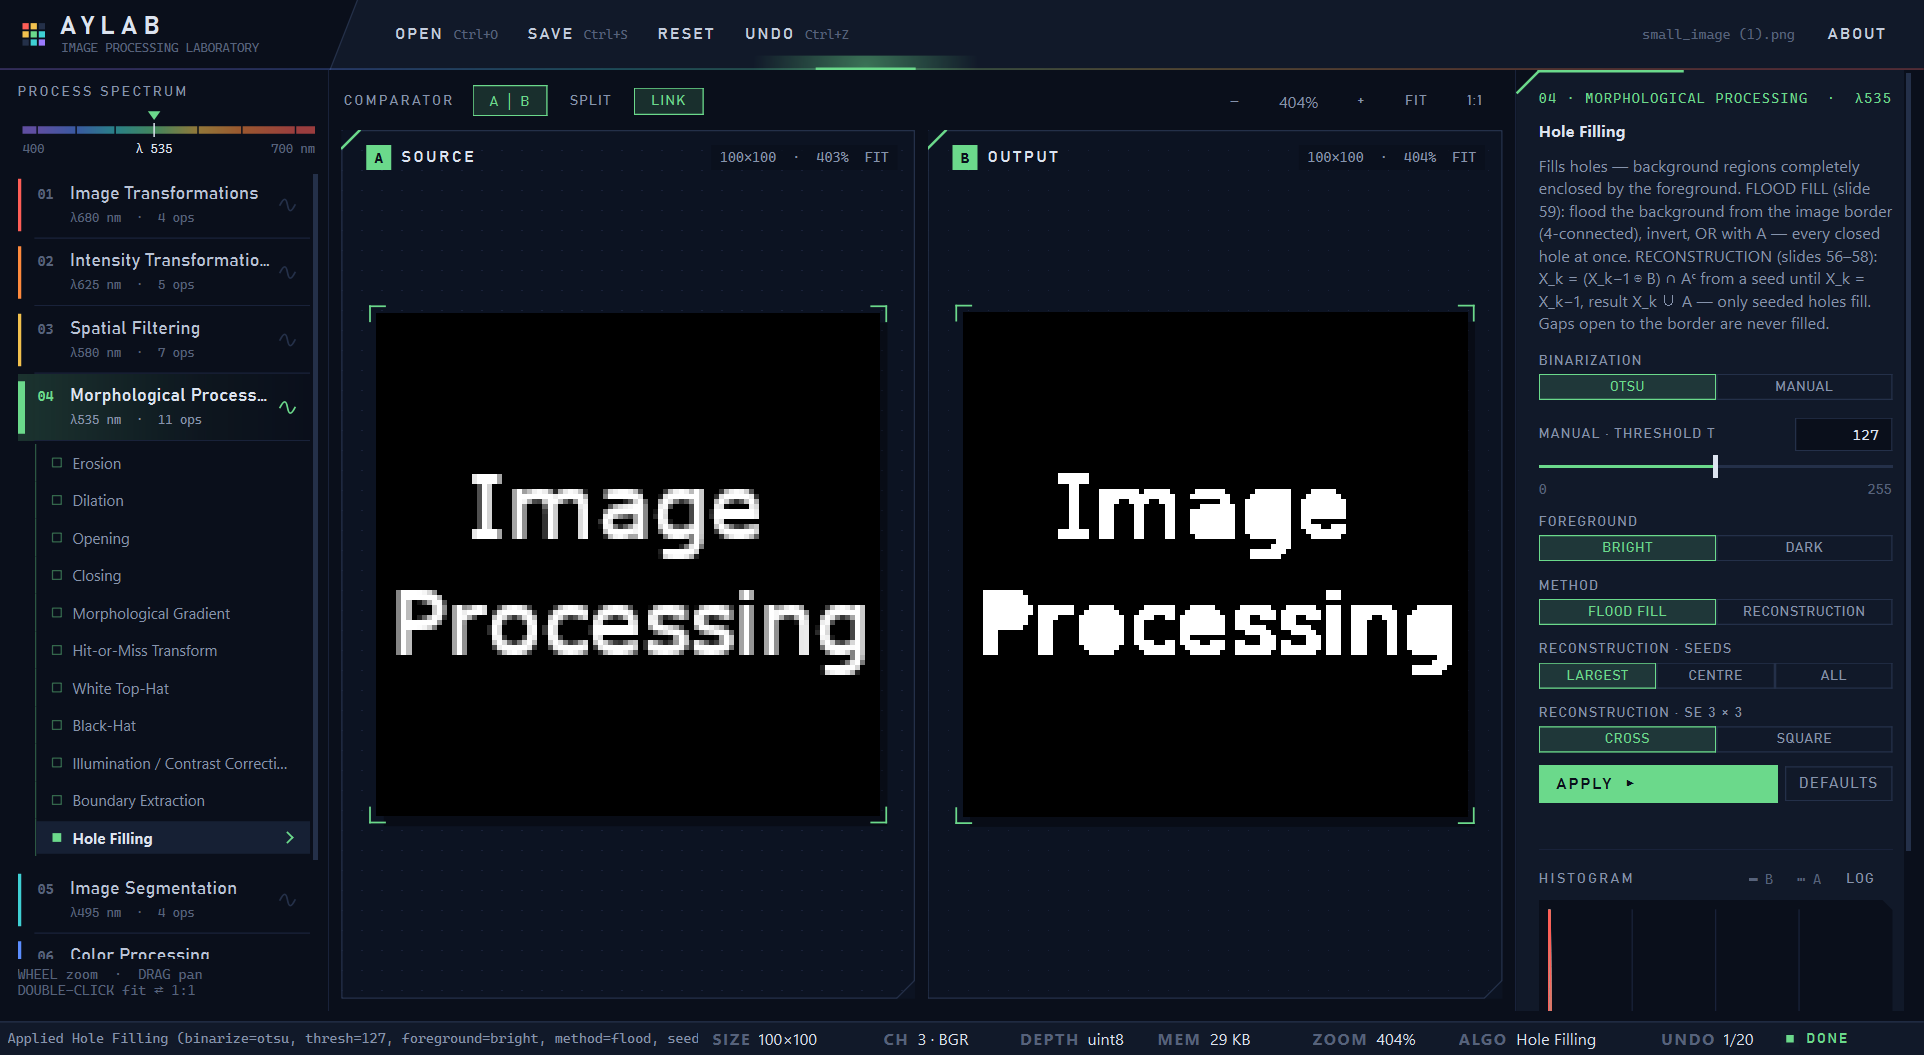 AYLAB
IMAGE PROCESSING LABORATORY
OPEN Ctrl+O SAVE Ctrl+S RESET UNDO Ctrl+Z
small_image (1).png ABOUT
PROCESS SPECTRUM
400 λ 535 700 nm
01 Image Transformations
λ680 nm · 4 ops
02 Intensity Transformatio…
λ625 nm · 5 ops
03 Spatial Filtering
λ580 nm · 7 ops
04 Morphological Process…
λ535 nm · 11 ops
Erosion
Dilation
Opening
Closing
Morphological Gradient
Hit-or-Miss Transform
White Top-Hat
Black-Hat
Illumination / Contrast Correcti…
Boundary Extraction
Hole Filling
05 Image Segmentation
λ495 nm · 4 ops
06 Color Processing
WHEEL zoom · DRAG pan
DOUBLE-CLICK fit ⇄ 1:1
COMPARATOR A | B SPLIT LINK
− 404% + FIT 1:1
A SOURCE 100×100 · 403% FIT
Image
Processing
B OUTPUT 100×100 · 404% FIT
Image
Processing
04 · MORPHOLOGICAL PROCESSING · λ535
Hole Filling
Fills holes — background regions completely
enclosed by the foreground. FLOOD FILL (slide
59): flood the background from the image border
(4-connected), invert, OR with A — every closed
hole at once. RECONSTRUCTION (slides 56–58):
X_k = (X_k−1 ⊕ B) ∩ Aᶜ from a seed until X_k =
X_k−1, result X_k ∪ A — only seeded holes fill.
Gaps open to the border are never filled.
BINARIZATION
OTSU MANUAL
MANUAL · THRESHOLD T 127
0 255
FOREGROUND
BRIGHT DARK
METHOD
FLOOD FILL RECONSTRUCTION
RECONSTRUCTION · SEEDS
LARGEST CENTRE ALL
RECONSTRUCTION · SE 3 × 3
CROSS SQUARE
APPLY ▸ DEFAULTS
HISTOGRAM B A LOG
Applied Hole Filling (binarize=otsu, thresh=127, foreground=bright, method=flood, seed
SIZE 100×100 CH 3 · BGR DEPTH uint8 MEM 29 KB ZOOM 404% ALGO Hole Filling UNDO 1/20 DONE